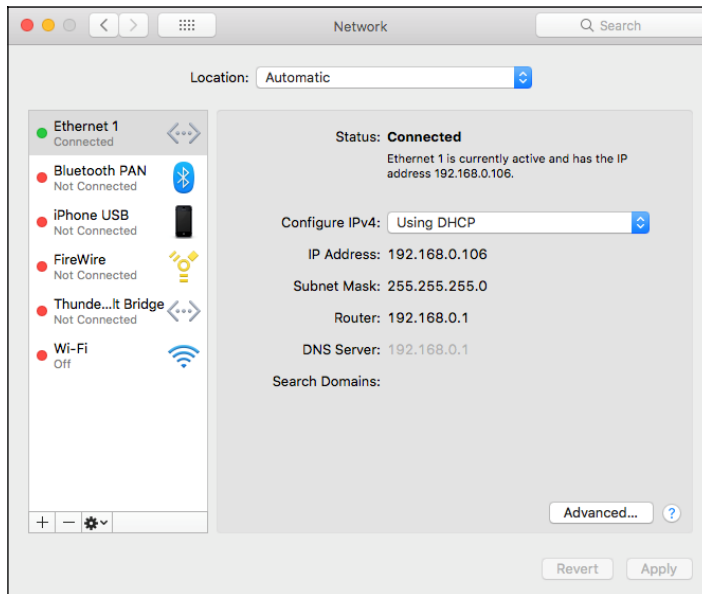 Network
Search
Location: Automatic
Ethernet 1
Connected
Bluetooth PAN
Not Connected
iPhone USB
Not Connected
FireWire
Not Connected
Thunde...lt Bridge
Not Connected
Wi-Fi
Off
Status: Connected
Ethernet 1 is currently active and has the IP
address 192.168.0.106.
Configure IPv4: Using DHCP
IP Address: 192.168.0.106
Subnet Mask: 255.255.255.0
Router: 192.168.0.1
DNS Server: 192.168.0.1
Search Domains:
Advanced... ?
Revert Apply